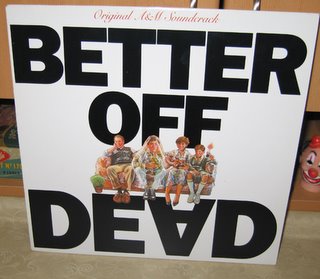 Original A&M Soundtrack
BETTER
OFF
DEAD